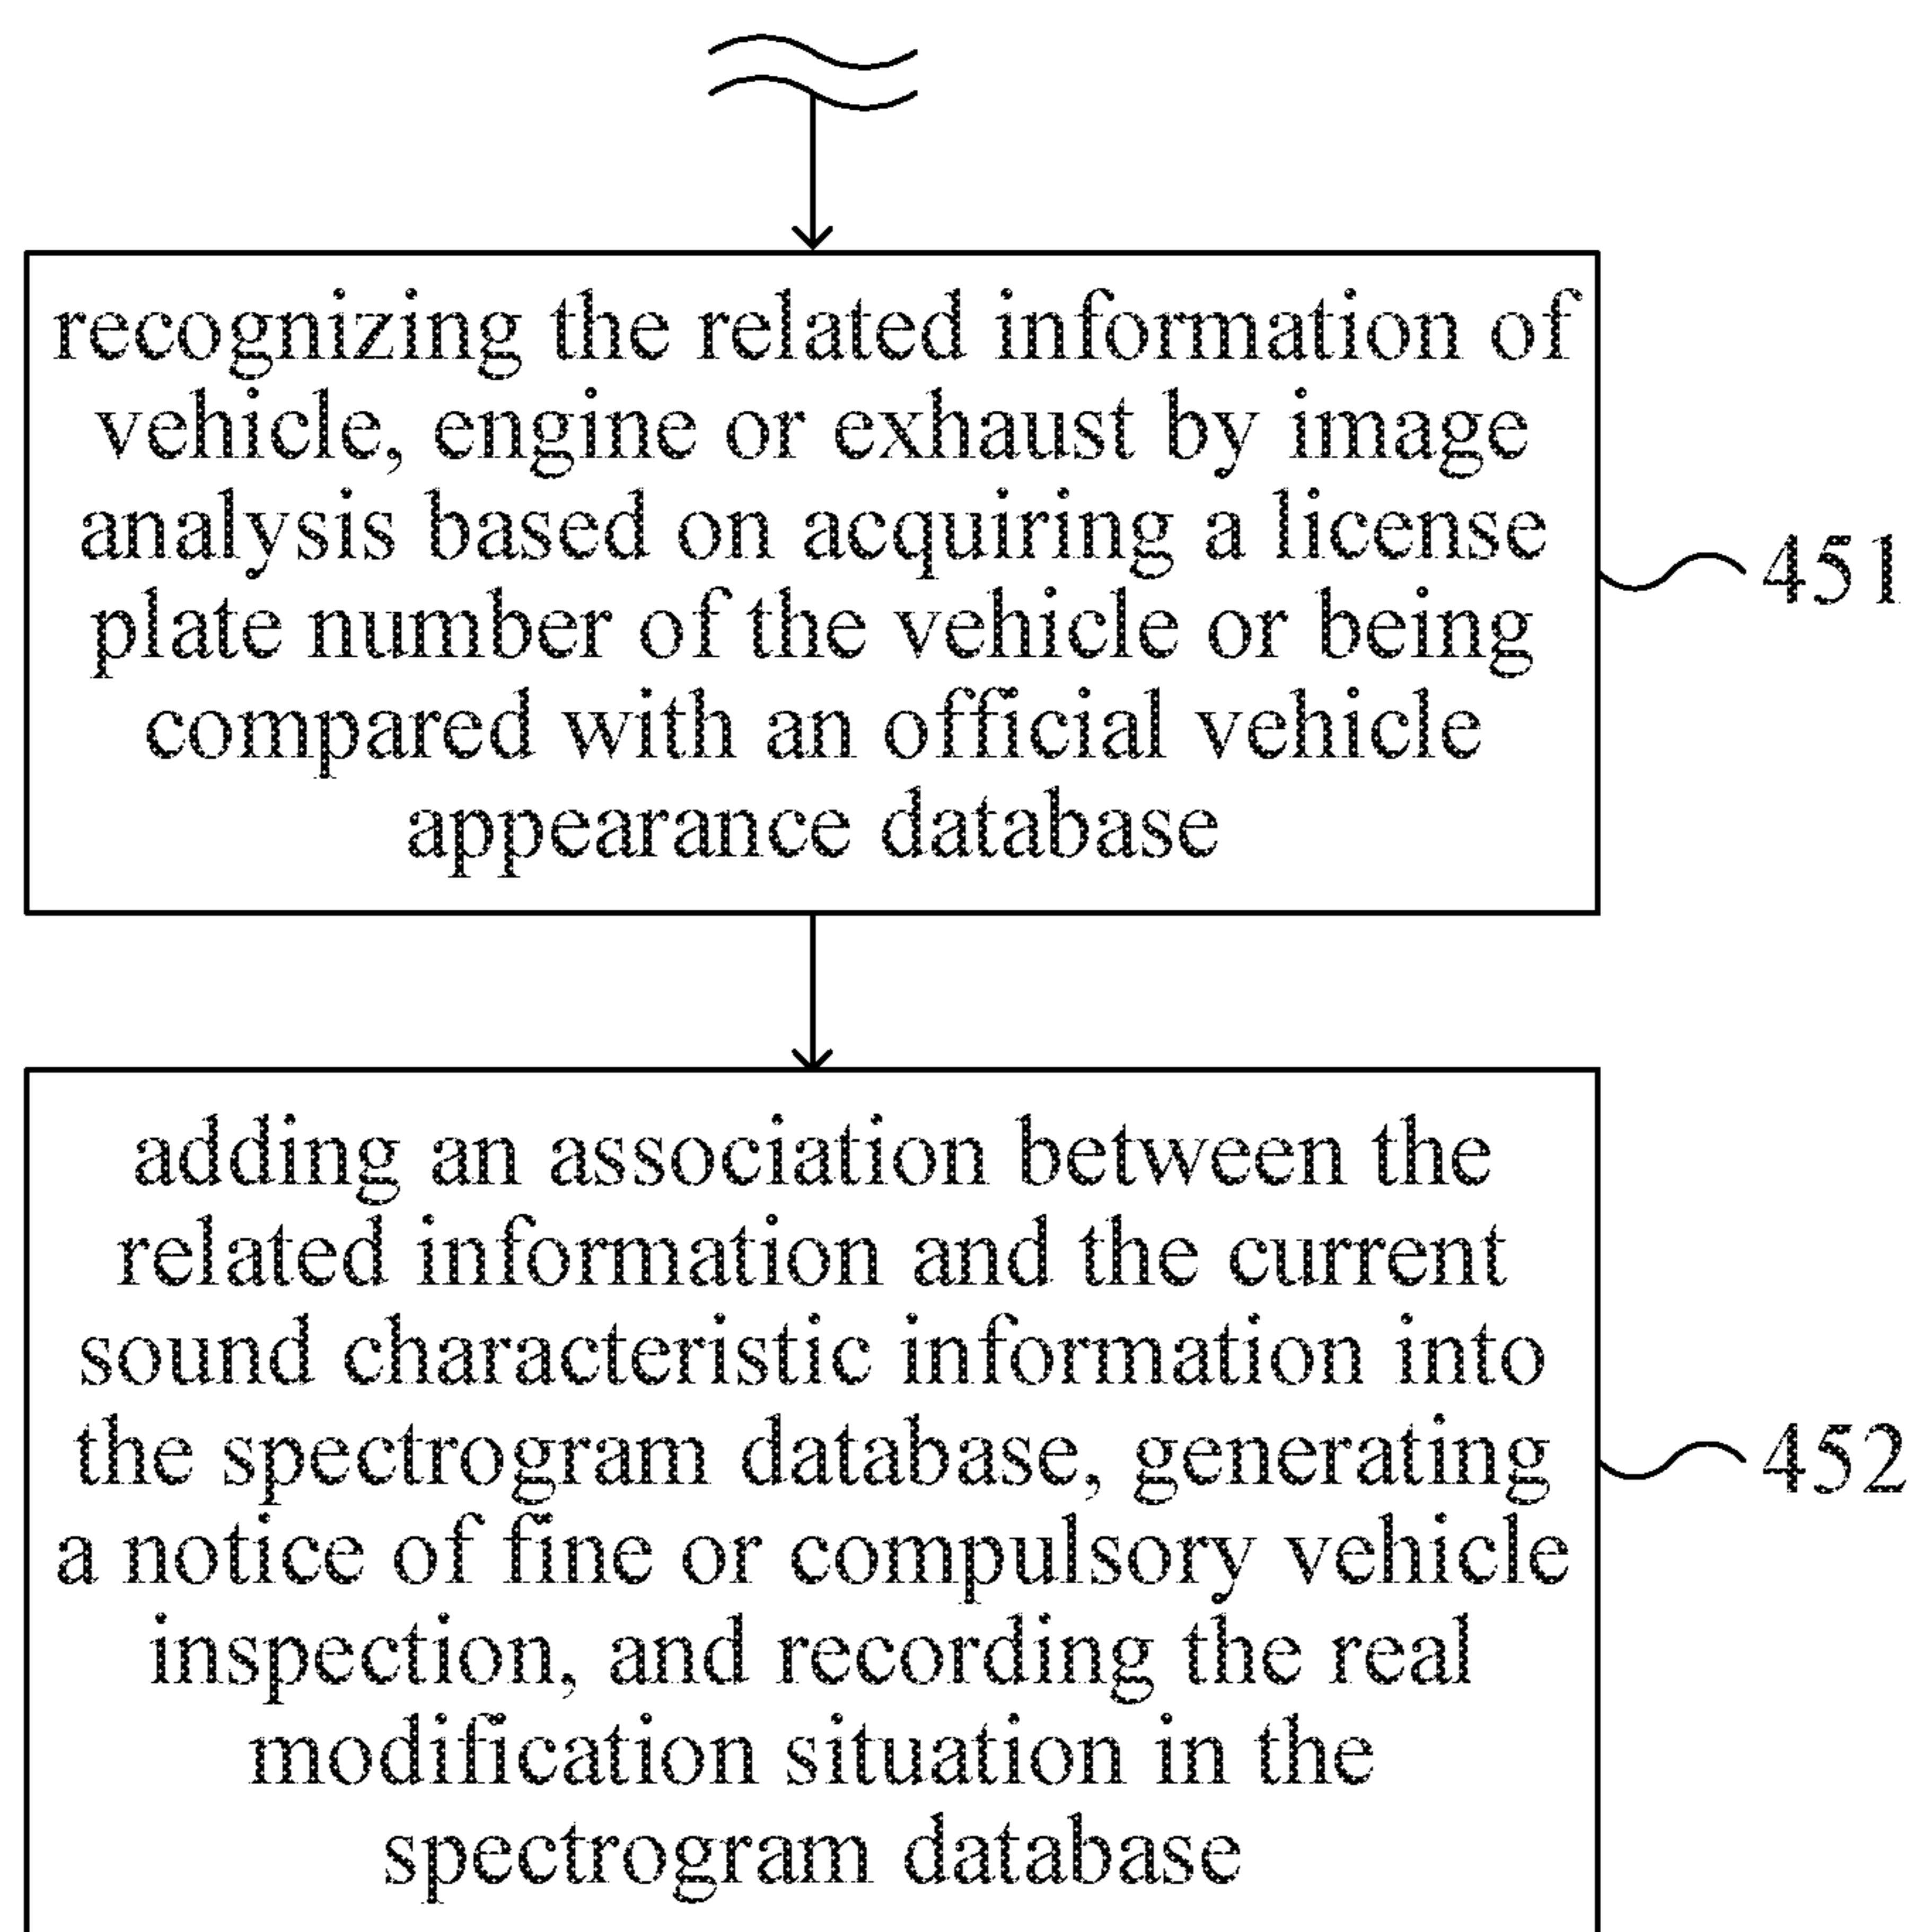 recognizing the related information of
vehicle, engine or exhaust by image
analysis based on acquiring a license
plate number of the vehicle or being
compared with an official vehicle
appearance database
451
adding an association between the
related information and the current
sound characteristic information into
the spectrogram database, generating
a notice of fine or compulsory vehicle
inspection, and recording the real
modification situation in the
spectrogram database
452